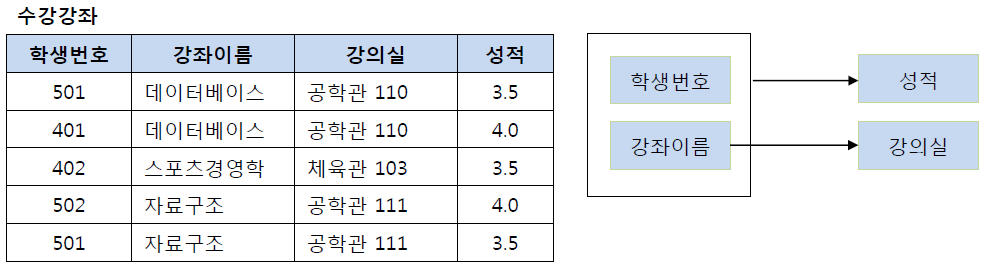 수강강좌
학생번호 강좌이름 강의실 성적
501 데이터베이스 공학관 110 3.5
401 데이터베이스 공학관 110 4.0
402 스포츠경영학 체육관 103 3.5
502 자료구조 공학관 111 4.0
501 자료구조 공학관 111 3.5
학생번호 성적
강좌이름 강의실